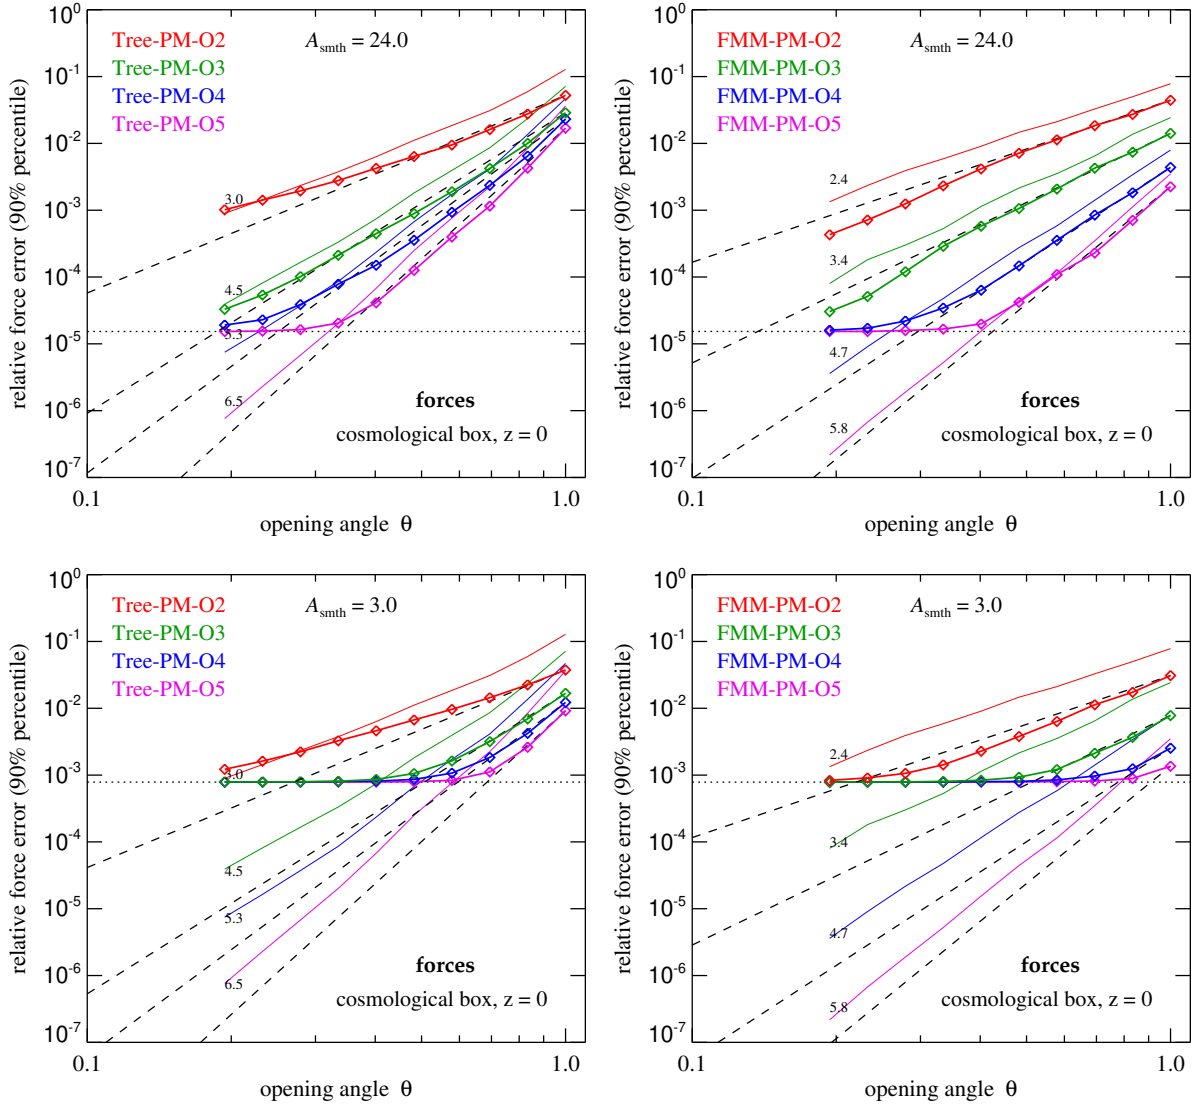 Tree-PM-O2
Tree-PM-O3
Tree-PM-O4
Tree-PM-O5
A_smth = 24.0
10^0
10^-1
10^-2
10^-3
10^-4
10^-5
10^-6
10^-7
relative force error (90% percentile)
3.0
4.5
5.3
6.5
forces
cosmological box, z = 0
0.1
1.0
opening angle θ
FMM-PM-O2
FMM-PM-O3
FMM-PM-O4
FMM-PM-O5
A_smth = 24.0
10^0
10^-1
10^-2
10^-3
10^-4
10^-5
10^-6
10^-7
relative force error (90% percentile)
2.4
3.4
4.7
5.8
forces
cosmological box, z = 0
0.1
1.0
opening angle θ
Tree-PM-O2
Tree-PM-O3
Tree-PM-O4
Tree-PM-O5
A_smth = 3.0
10^0
10^-1
10^-2
10^-3
10^-4
10^-5
10^-6
10^-7
relative force error (90% percentile)
3.0
4.5
5.3
6.5
forces
cosmological box, z = 0
0.1
1.0
opening angle θ
FMM-PM-O2
FMM-PM-O3
FMM-PM-O4
FMM-PM-O5
A_smth = 3.0
10^0
10^-1
10^-2
10^-3
10^-4
10^-5
10^-6
10^-7
relative force error (90% percentile)
2.4
3.4
4.7
5.8
forces
cosmological box, z = 0
0.1
1.0
opening angle θ